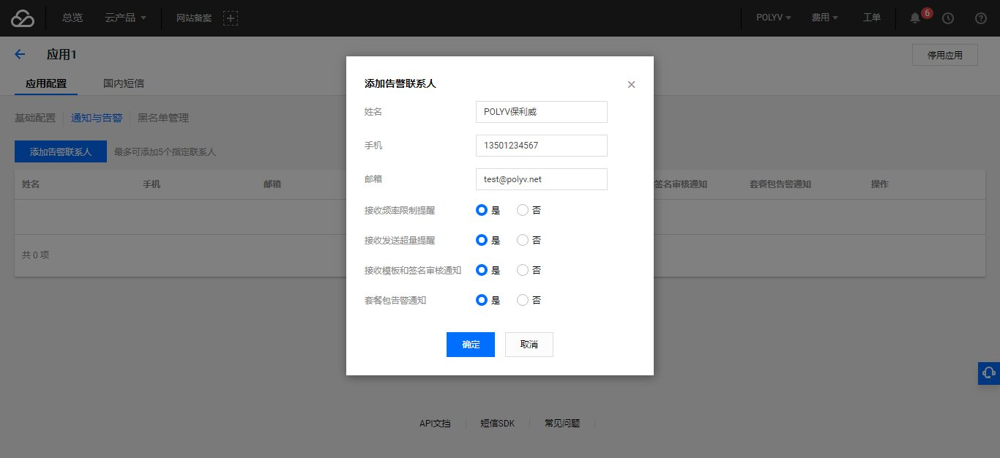 总览 云产品 网站备案 POLYV 费用 工单 6
应用1 停用应用
应用配置 国内短信
基础配置 通知与告警 黑名单管理
添加告警联系人 最多可添加5个指定联系人
姓名 手机 邮箱 签名审核通知 套餐包告警通知 操作
共 0 项
添加告警联系人
姓名 POLYV保利威
手机 13501234567
邮箱 test@polyv.net
接收频率限制提醒 是 否
接收发送超量提醒 是 否
接收模板和签名审核通知 是 否
套餐包告警通知 是 否
确定 取消
API文挡 短信SDK 常见问题